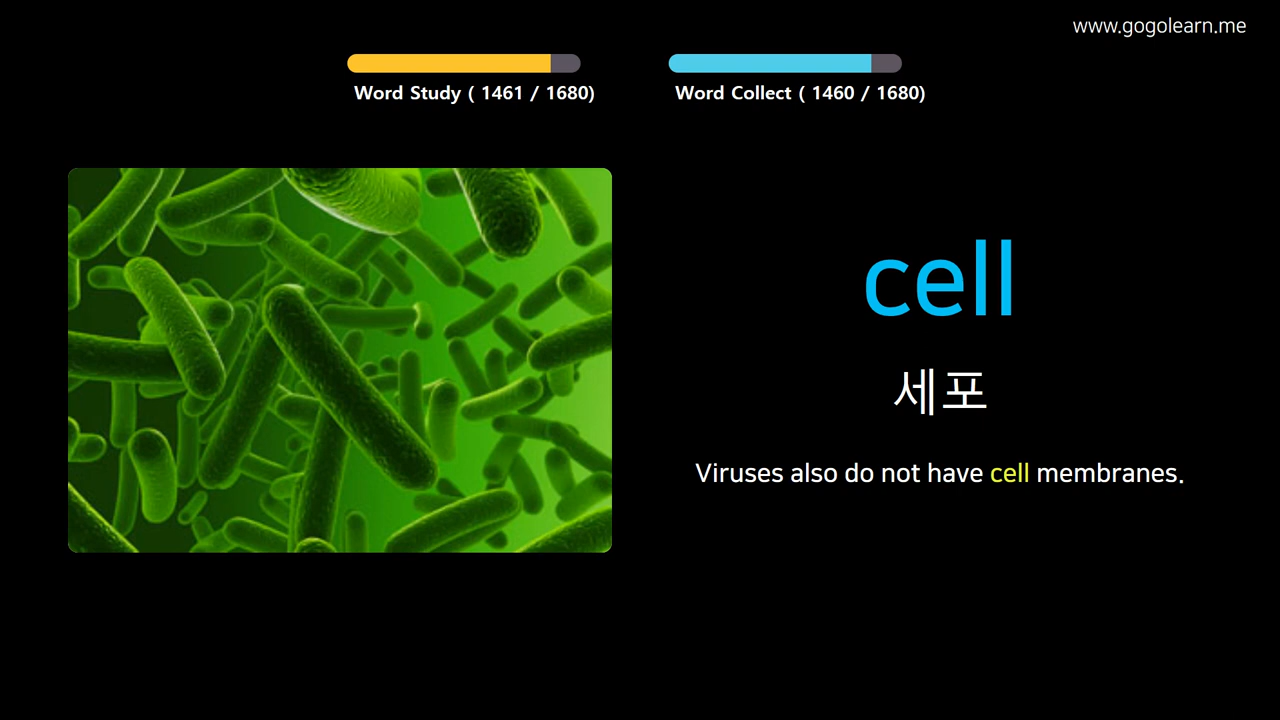 www.gogolearn.me
Word Study ( 1461 / 1680)
Word Collect ( 1460 / 1680)
cell
세포
Viruses also do not have cell membranes.